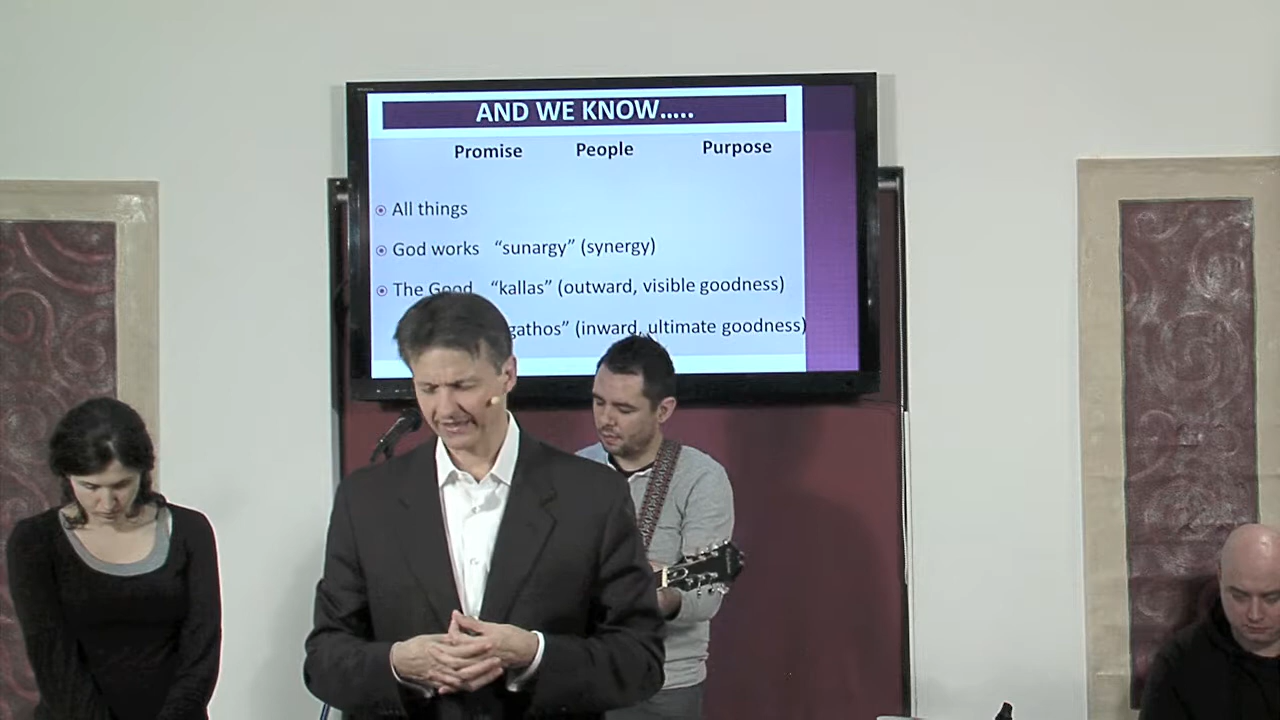 AND WE KNOW.....
Promise People Purpose
All things
God works “sunargy” (synergy)
The Good “kallas” (outward, visible goodness)
gathos” (inward, ultimate goodness)